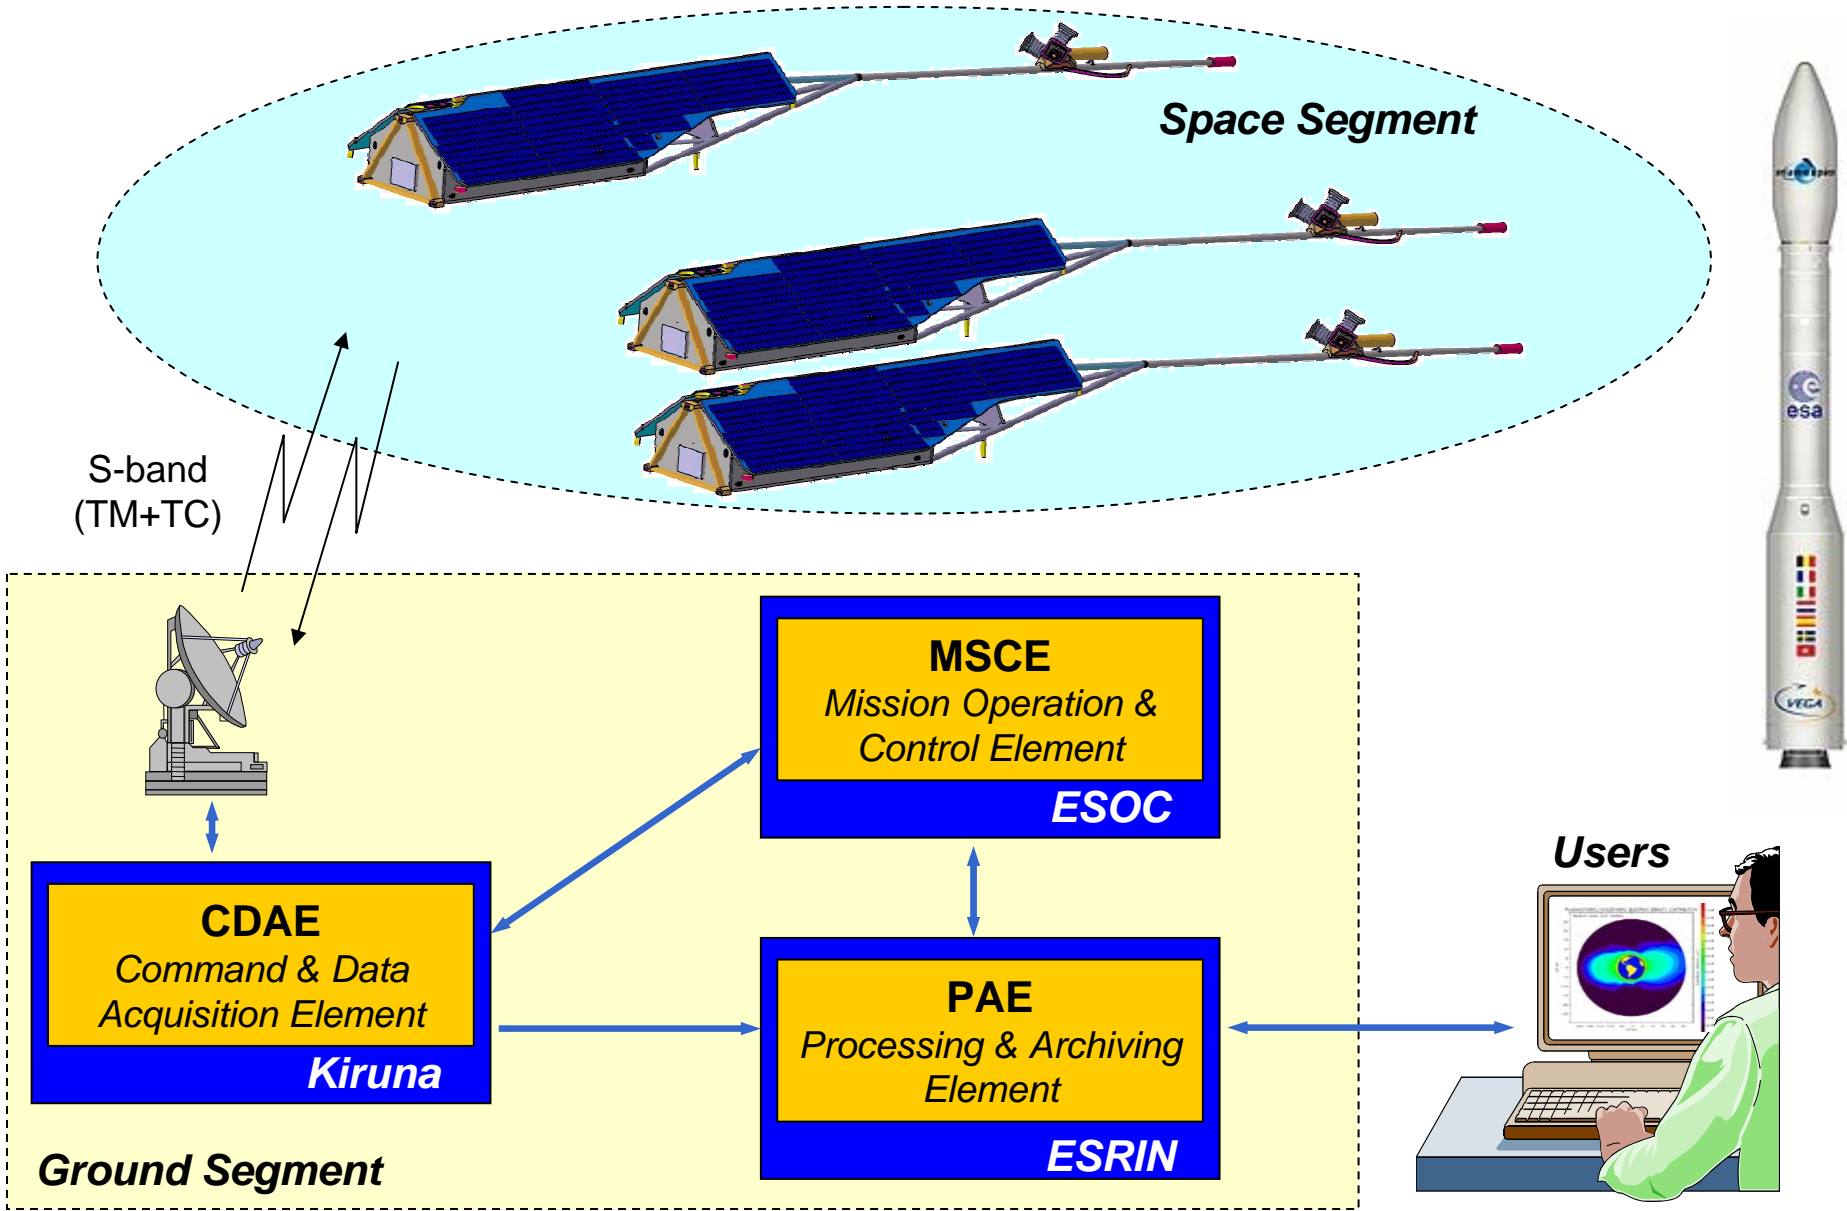 Space Segment
esa
VEGA
S-band
(TM+TC)
MSCE
Mission Operation &
Control Element
ESOC
CDAE
Command & Data
Acquisition Element
Kiruna
PAE
Processing & Archiving
Element
ESRIN
Users
Ground Segment